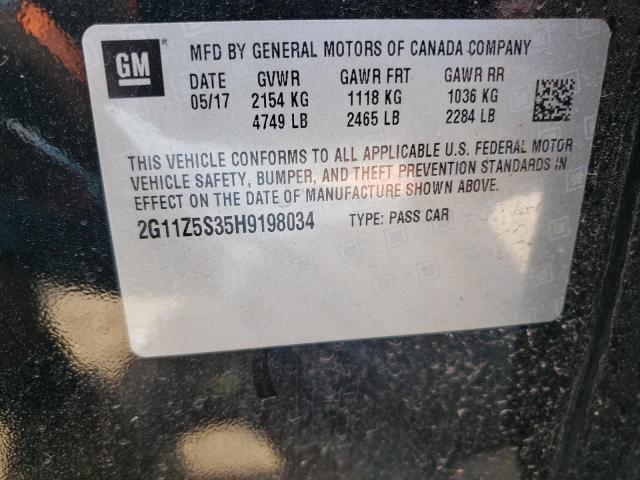 GM
MFD BY GENERAL MOTORS OF CANADA COMPANY
DATE GVWR GAWR FRT GAWR RR
05/17 2154 KG 1118 KG 1036 KG
4749 LB 2465 LB 2284 LB
THIS VEHICLE CONFORMS TO ALL APPLICABLE U.S. FEDERAL MOTOR
VEHICLE SAFETY, BUMPER, AND THEFT PREVENTION STANDARDS IN
EFFECT ON THE DATE OF MANUFACTURE SHOWN ABOVE.
2G11Z5S35H9198034 TYPE: PASS CAR